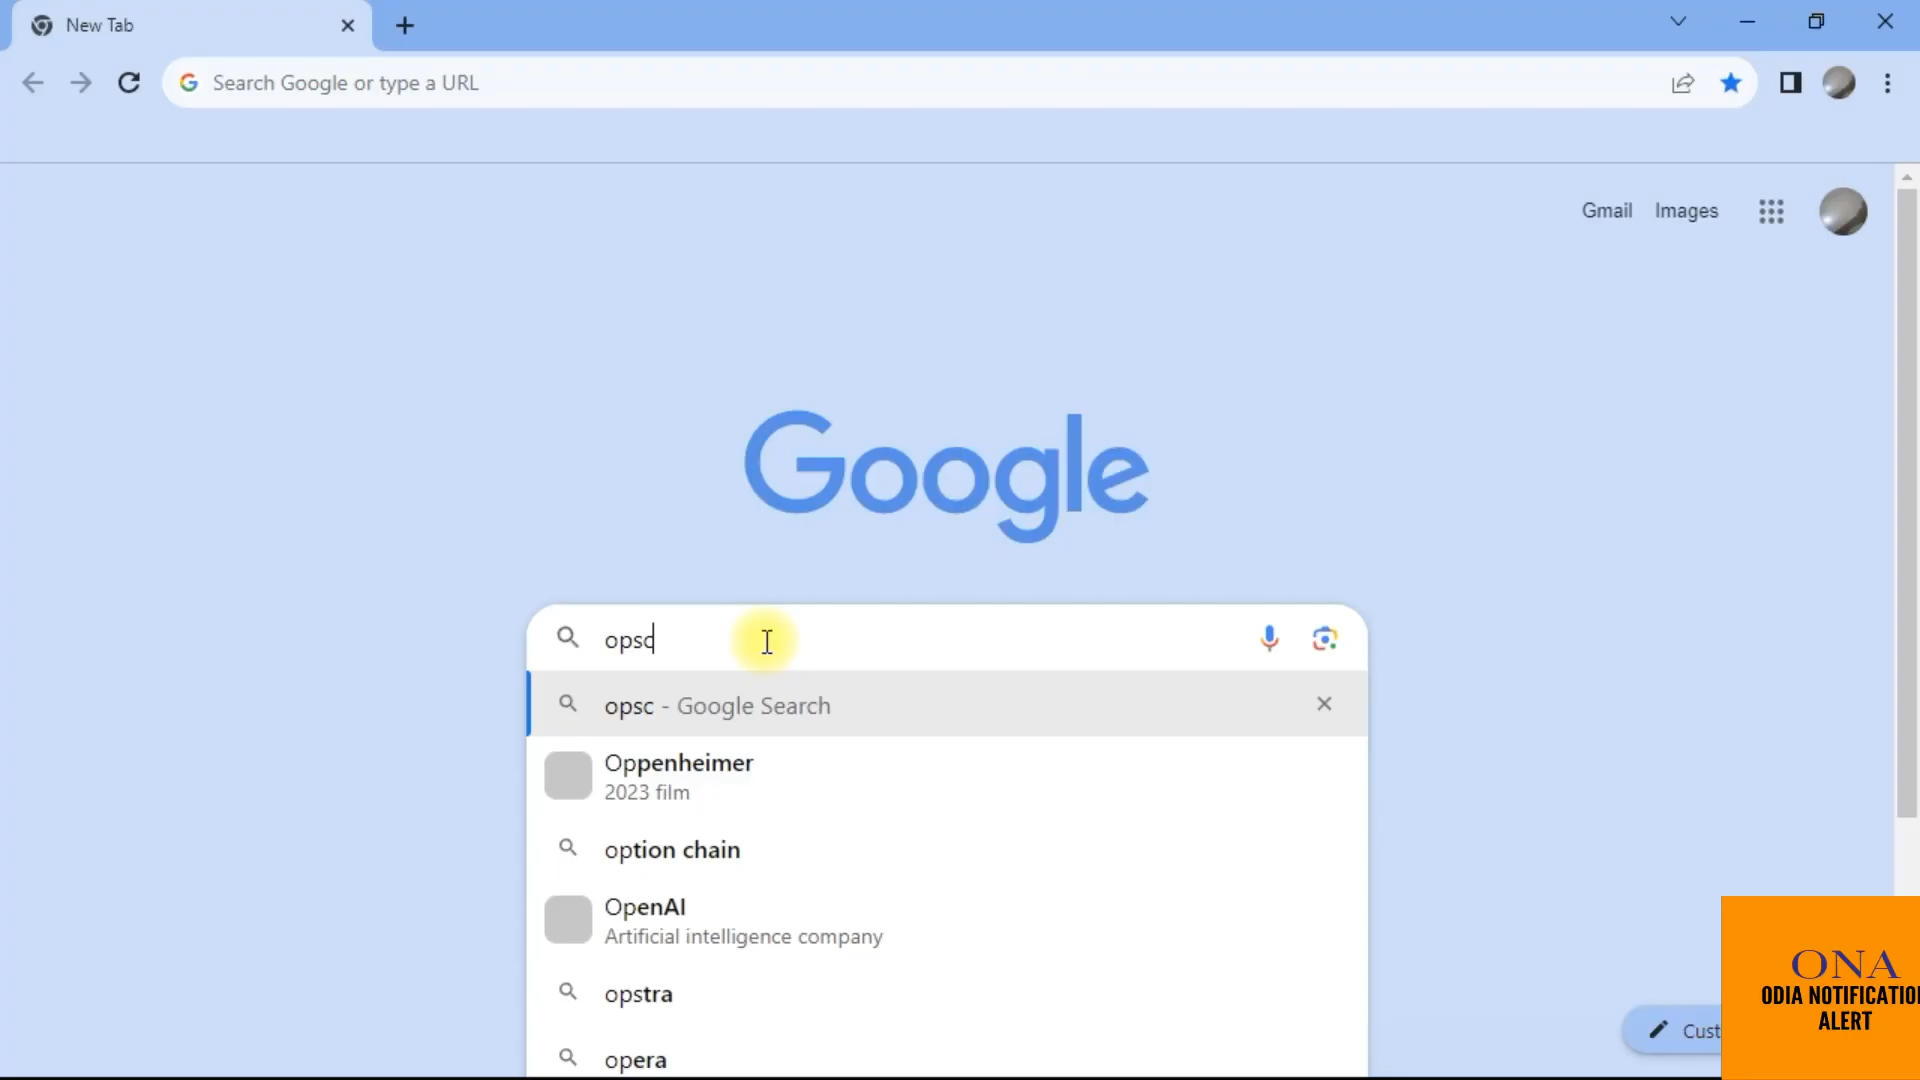 New Tab
Search Google or type a URL
Gmail Images
Google
opsc
opsc - Google Search
Oppenheimer
2023 film
option chain
OpenAI
Artificial intelligence company
opstra
opera
Cust
ONA
ODIA NOTIFICATION
ALERT